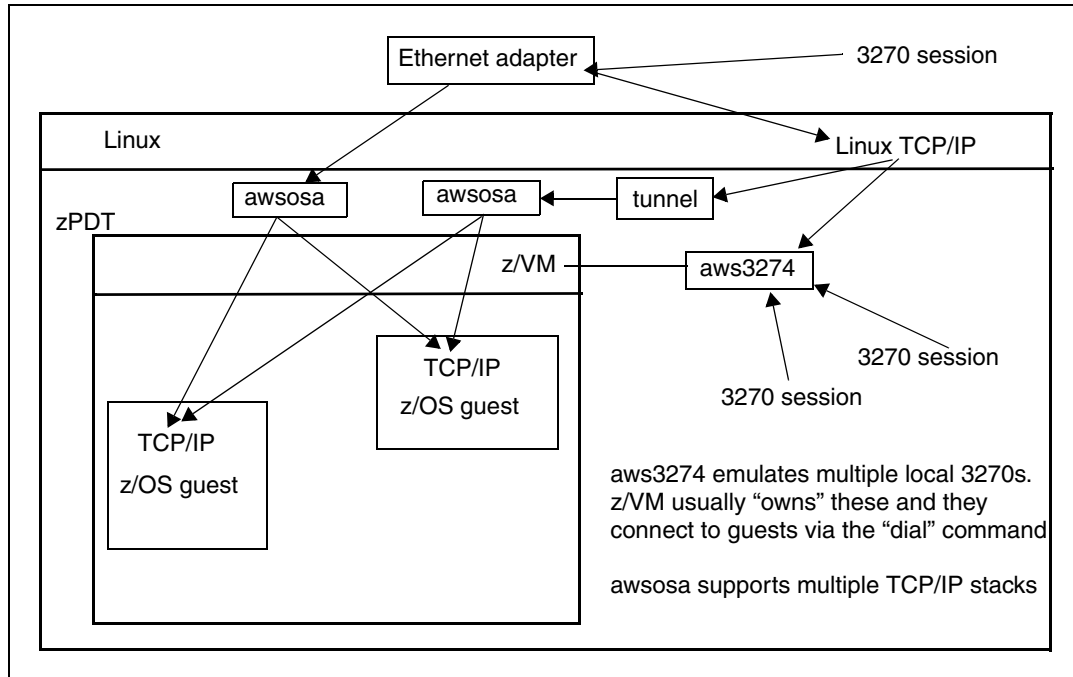 Ethernet adapter
3270 session
Linux
Linux TCP/IP
awsosa
awsosa
tunnel
zPDT
z/VM
aws3274
TCP/IP
z/OS guest
TCP/IP
z/OS guest
3270 session
3270 session
aws3274 emulates multiple local 3270s.
z/VM usually “owns” these and they
connect to guests via the “dial” command
awsosa supports multiple TCP/IP stacks